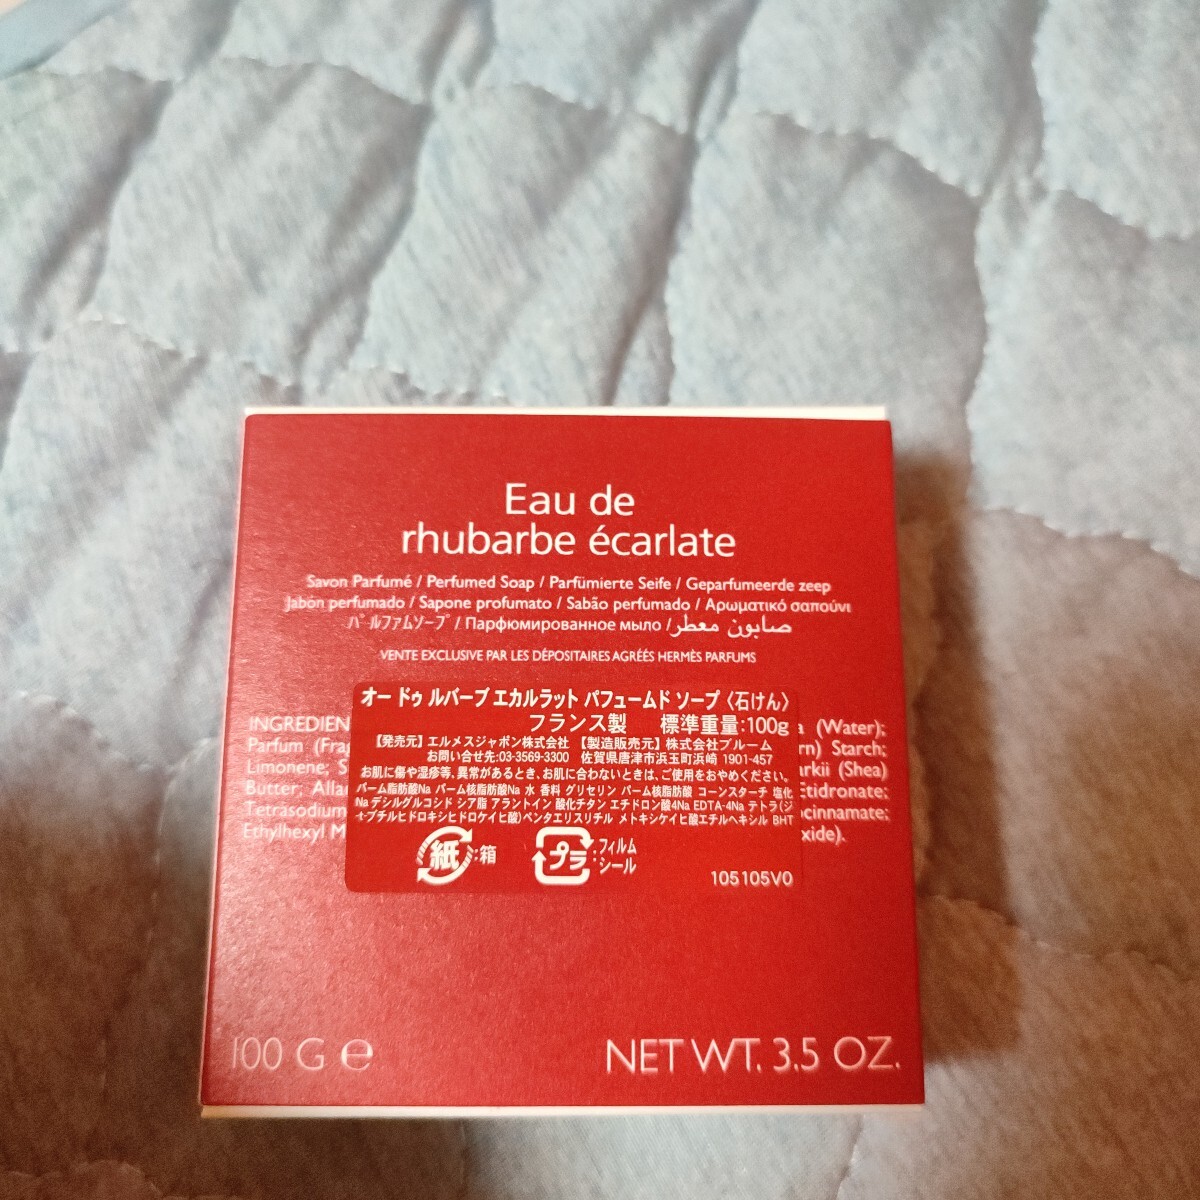 Eau de
rhubarbe écarlate
Savon Parfumé / Perfumed Soap / Parfümierte Seife / Geparfumeerde zeep
Jabón perfumado / Sapone profumato / Sabão perfumado / Αρωματικό σαπούνι
パールファムソープ / Парфюмированное мыло / صابون معطر
VENTE EXCLUSIVE PAR LES DÉPOSITAIRES AGRÉÉS HERMÈS PARFUMS
オー ドゥ ルバーブ エカルラット パフュームド ソープ〈石けん〉
フランス製 標準重量:100g
【発売元】エルメスジャポン株式会社 【製造販売元】株式会社ブルーム
お問い合せ先:03-3569-3300 佐賀県唐津市浜玉町浜崎 1901-457
お肌に傷や湿疹等、異常があるとき、お肌に合わないときは、ご使用をおやめください。
パーム脂肪酸Na パーム核脂肪酸Na 水 香料 グリセリン パーム核脂肪酸 コーンスターチ 塩化
Na デシルグルコシド シア脂 アラントイン 酸化チタン エチドロン酸4Na EDTA-4Na テトラ(ジ
-t-ブチルヒドロキシヒドロケイヒ酸)ペンタエリスリチル メトキシケイヒ酸エチルヘキシル BHT
紙:箱 プラ:フィルム
シール
105105V0
INGREDIEN (Water);
Parfum Starch;
Limonene; (Shea)
Butter; Etidronate;
Tetrasodium
Ethylhexyl
100 G e NET WT. 3.5 OZ.